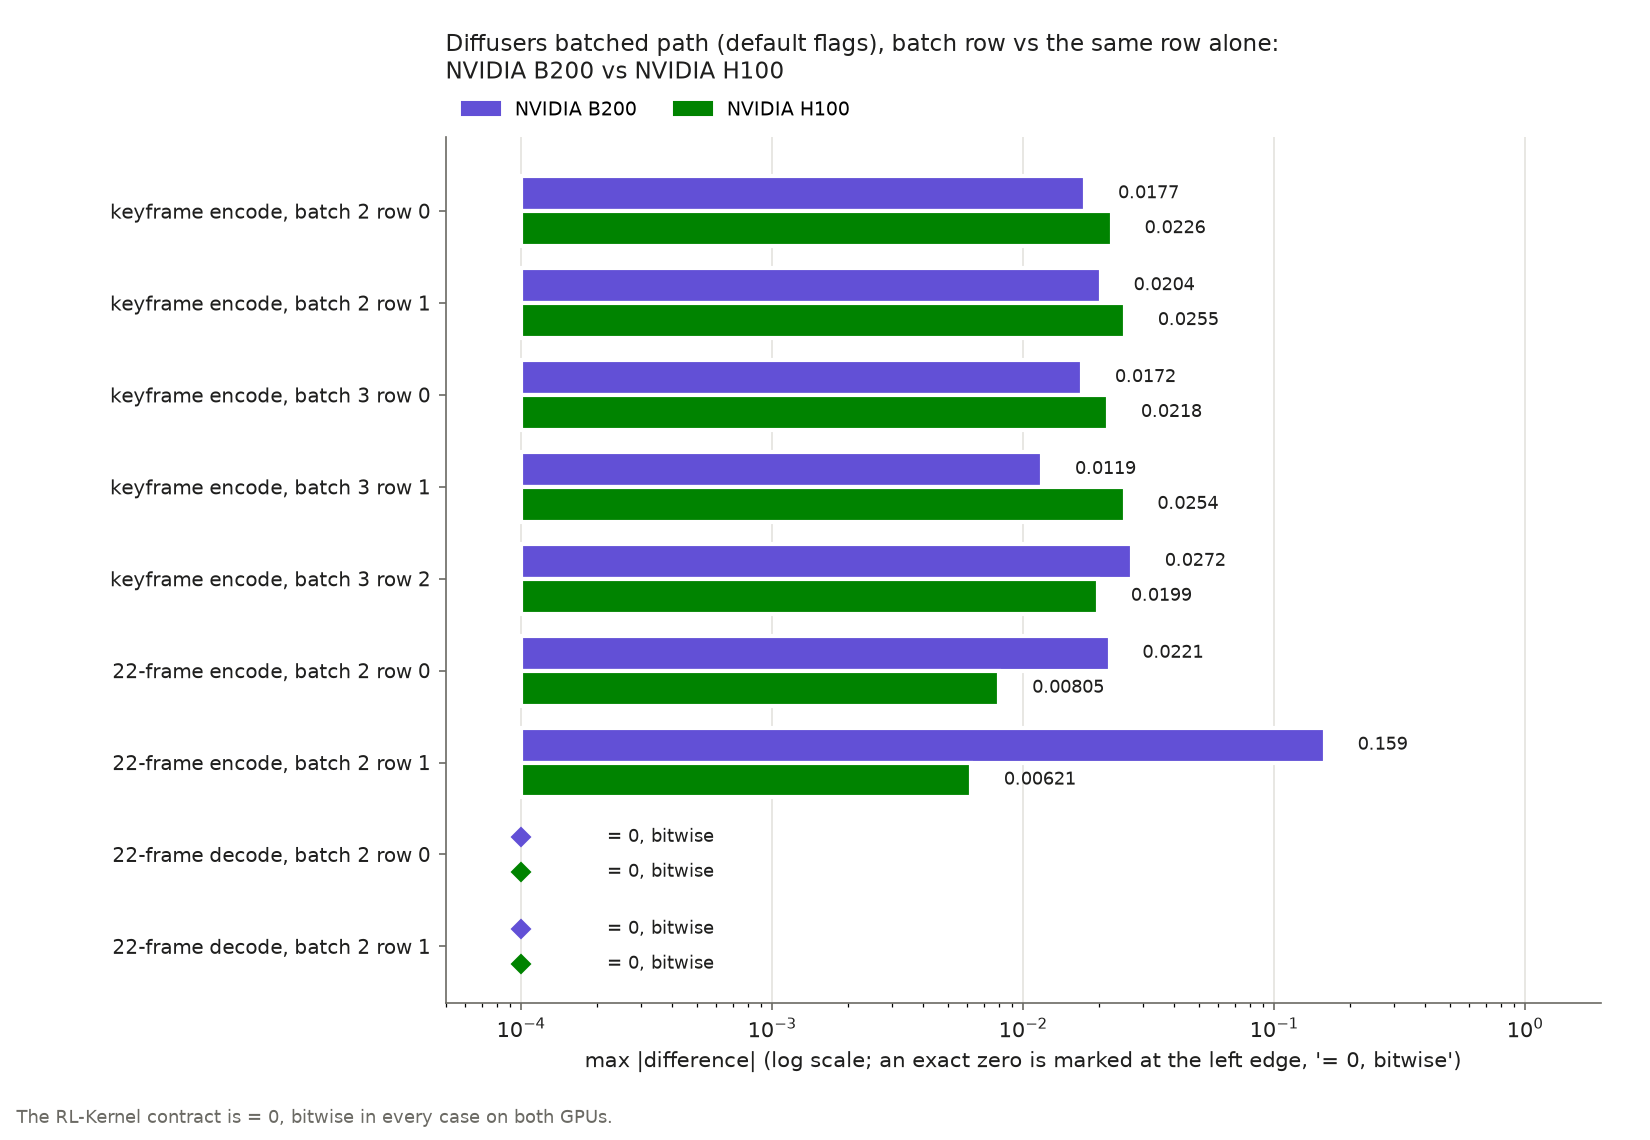 Diffusers batched path (default flags), batch row vs the same row alone:
NVIDIA B200 vs NVIDIA H100
NVIDIA B200
NVIDIA H100
keyframe encode, batch 2 row 0
0.0177
0.0226
keyframe encode, batch 2 row 1
0.0204
0.0255
keyframe encode, batch 3 row 0
0.0172
0.0218
keyframe encode, batch 3 row 1
0.0119
0.0254
keyframe encode, batch 3 row 2
0.0272
0.0199
22-frame encode, batch 2 row 0
0.0221
0.00805
22-frame encode, batch 2 row 1
0.159
0.00621
22-frame decode, batch 2 row 0
= 0, bitwise
= 0, bitwise
22-frame decode, batch 2 row 1
= 0, bitwise
= 0, bitwise
10⁻⁴ 10⁻³ 10⁻² 10⁻¹ 10⁰
max |difference| (log scale; an exact zero is marked at the left edge, '= 0, bitwise')
The RL-Kernel contract is = 0, bitwise in every case on both GPUs.